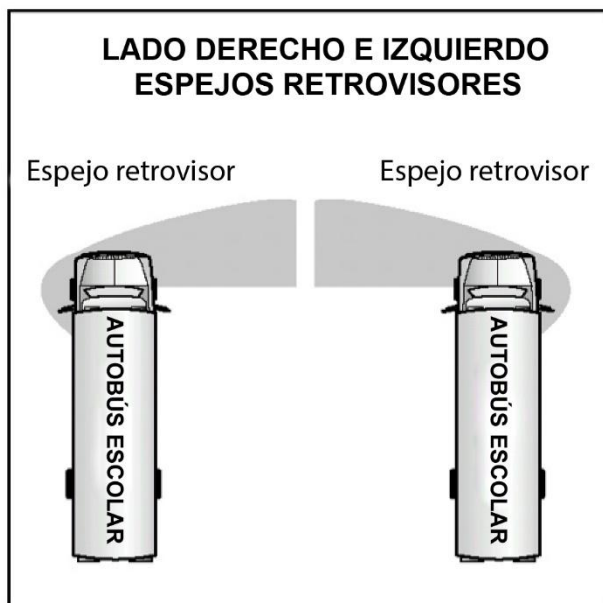 LADO DERECHO E IZQUIERDO
ESPEJOS RETROVISORES
Espejo retrovisor
Espejo retrovisor
AUTOBÚS ESCOLAR
AUTOBÚS ESCOLAR